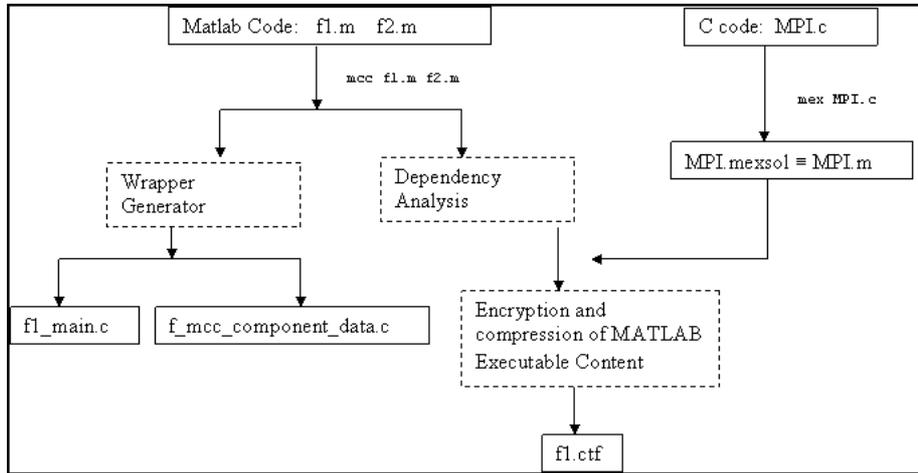 Matlab Code: f1.m f2.m
C code: MPI.c
mcc f1.m f2.m
mex MPI.c
Wrapper
Generator
Dependency
Analysis
MPI.mexsol ≡ MPI.m
f1_main.c
f_mcc_component_data.c
Encryption and
compression of MATLAB
Executable Content
f1.ctf